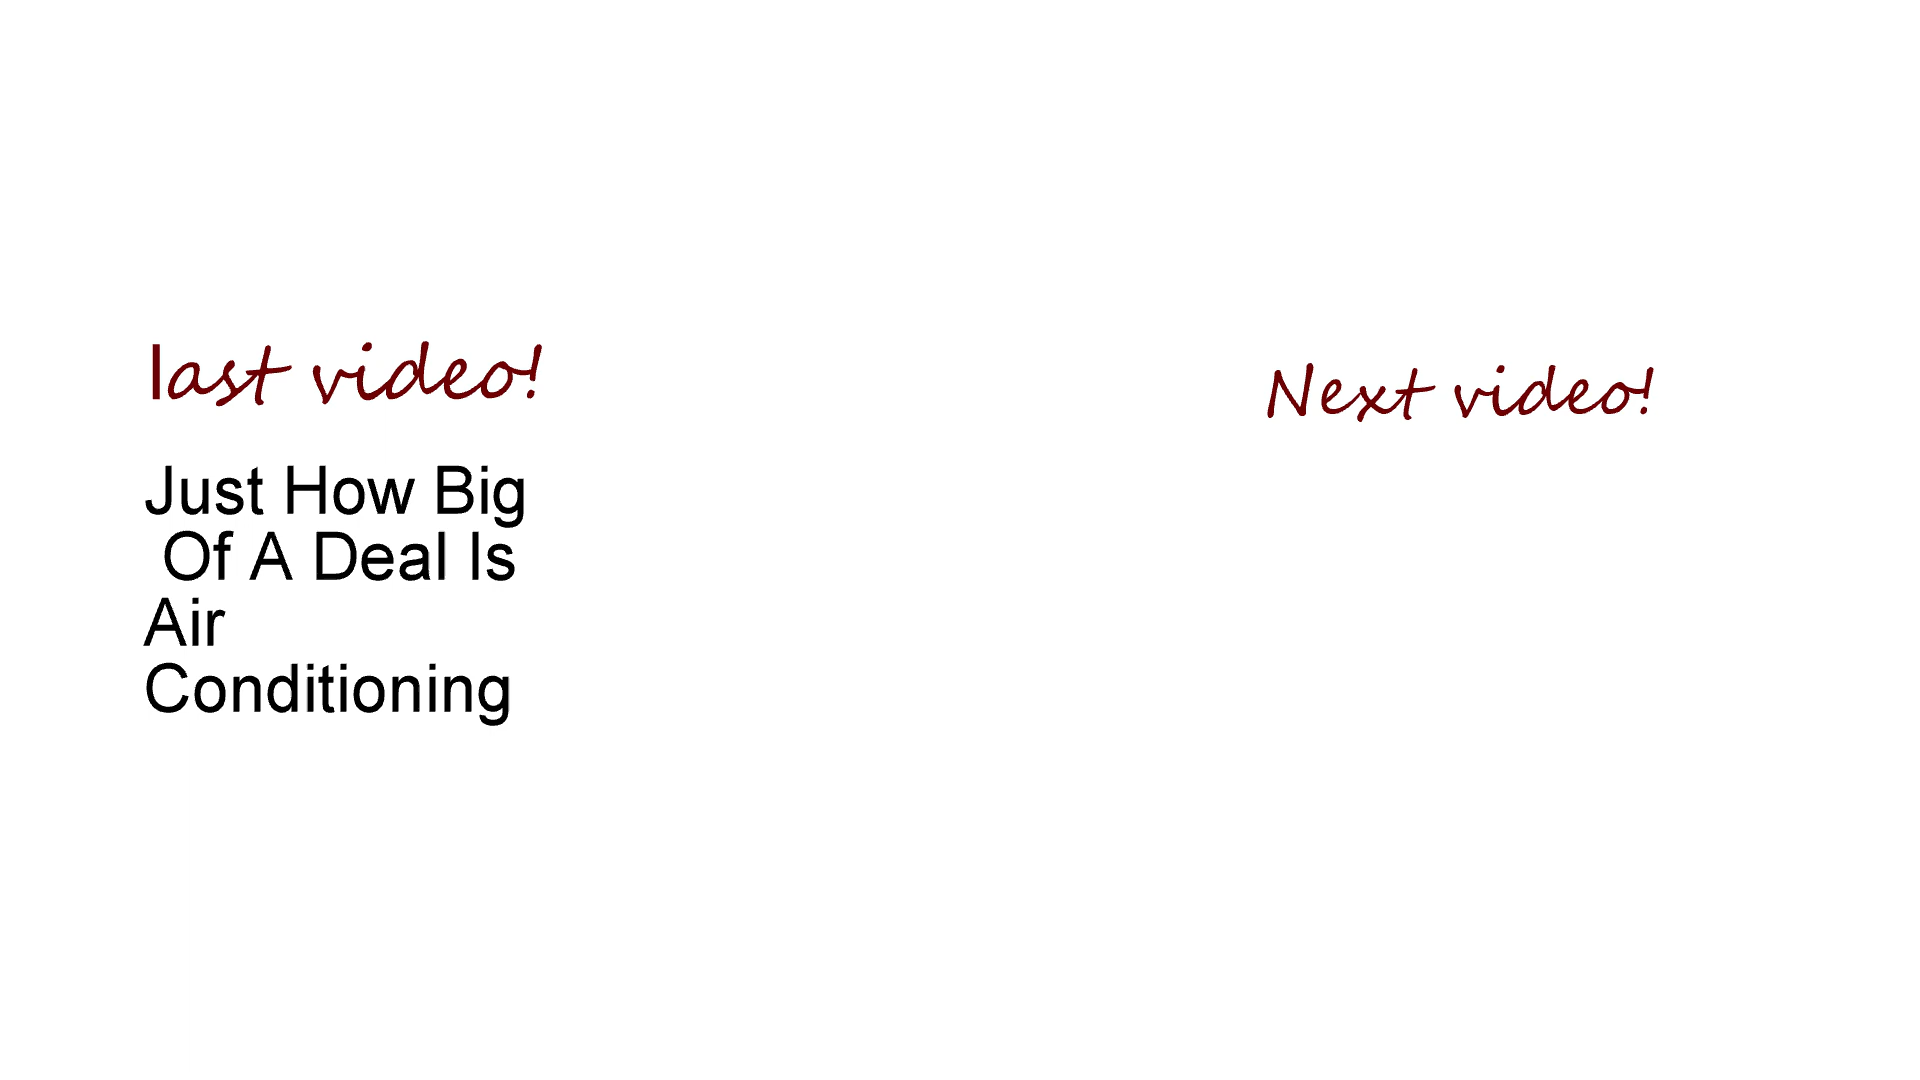 last video!
Just How Big
Of A Deal Is
Air
Conditioning
Next video!